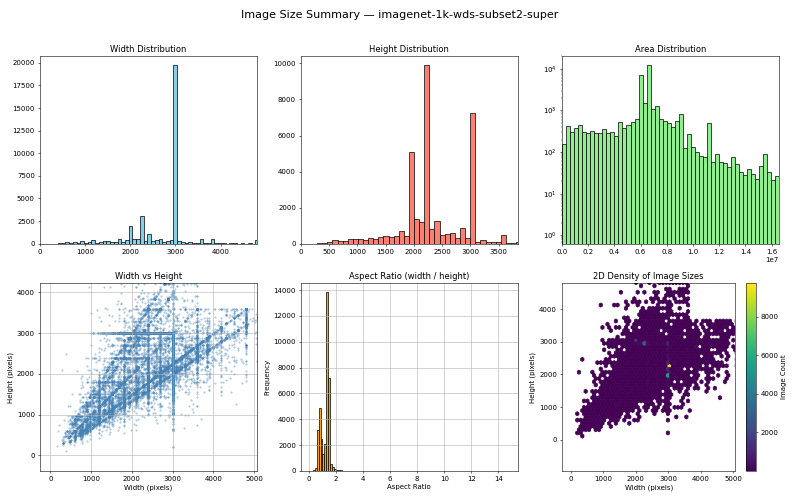 Image Size Summary — imagenet-1k-wds-subset2-super
Width Distribution
20000
17500
15000
12500
10000
7500
5000
2500
0
0 1000 2000 3000 4000
Height Distribution
10000
8000
6000
4000
2000
0
0 500 1000 1500 2000 2500 3000 3500
Area Distribution
10⁴
10³
10²
10¹
10⁰
0.0 0.2 0.4 0.6 0.8 1.0 1.2 1.4 1.6
1e7
Width vs Height
Height (pixels)
4000
3000
2000
1000
0
0 1000 2000 3000 4000 5000
Width (pixels)
Aspect Ratio (width / height)
Frequency
14000
12000
10000
8000
6000
4000
2000
0
0 2 4 6 8 10 12 14
Aspect Ratio
2D Density of Image Sizes
Height (pixels)
4000
3000
2000
1000
0
0 1000 2000 3000 4000 5000
Width (pixels)
8000
6000
4000
2000
Image Count